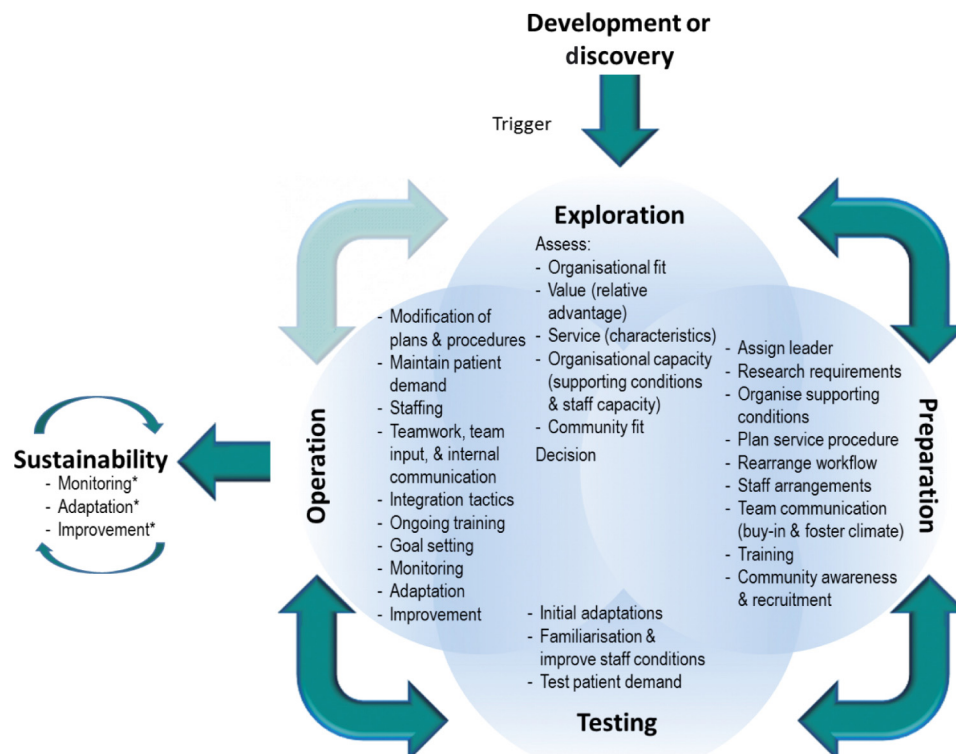 Development or
discovery
Trigger
Exploration
Assess:
- Organisational fit
- Value (relative
advantage)
- Service (characteristics)
- Organisational capacity
(supporting conditions
& staff capacity)
- Community fit
Decision
- Modification of
plans & procedures
- Maintain patient
demand
- Staffing
- Teamwork, team
input, & internal
communication
- Integration tactics
- Ongoing training
- Goal setting
- Monitoring
- Adaptation
- Improvement
Operation
- Assign leader
- Research requirements
- Organise supporting
conditions
- Plan service procedure
- Rearrange workflow
- Staff arrangements
- Team communication
(buy-in & foster climate)
- Training
- Community awareness
& recruitment
Preparation
Sustainability
- Monitoring*
- Adaptation*
- Improvement*
- Initial adaptations
- Familiarisation &
improve staff conditions
- Test patient demand
Testing